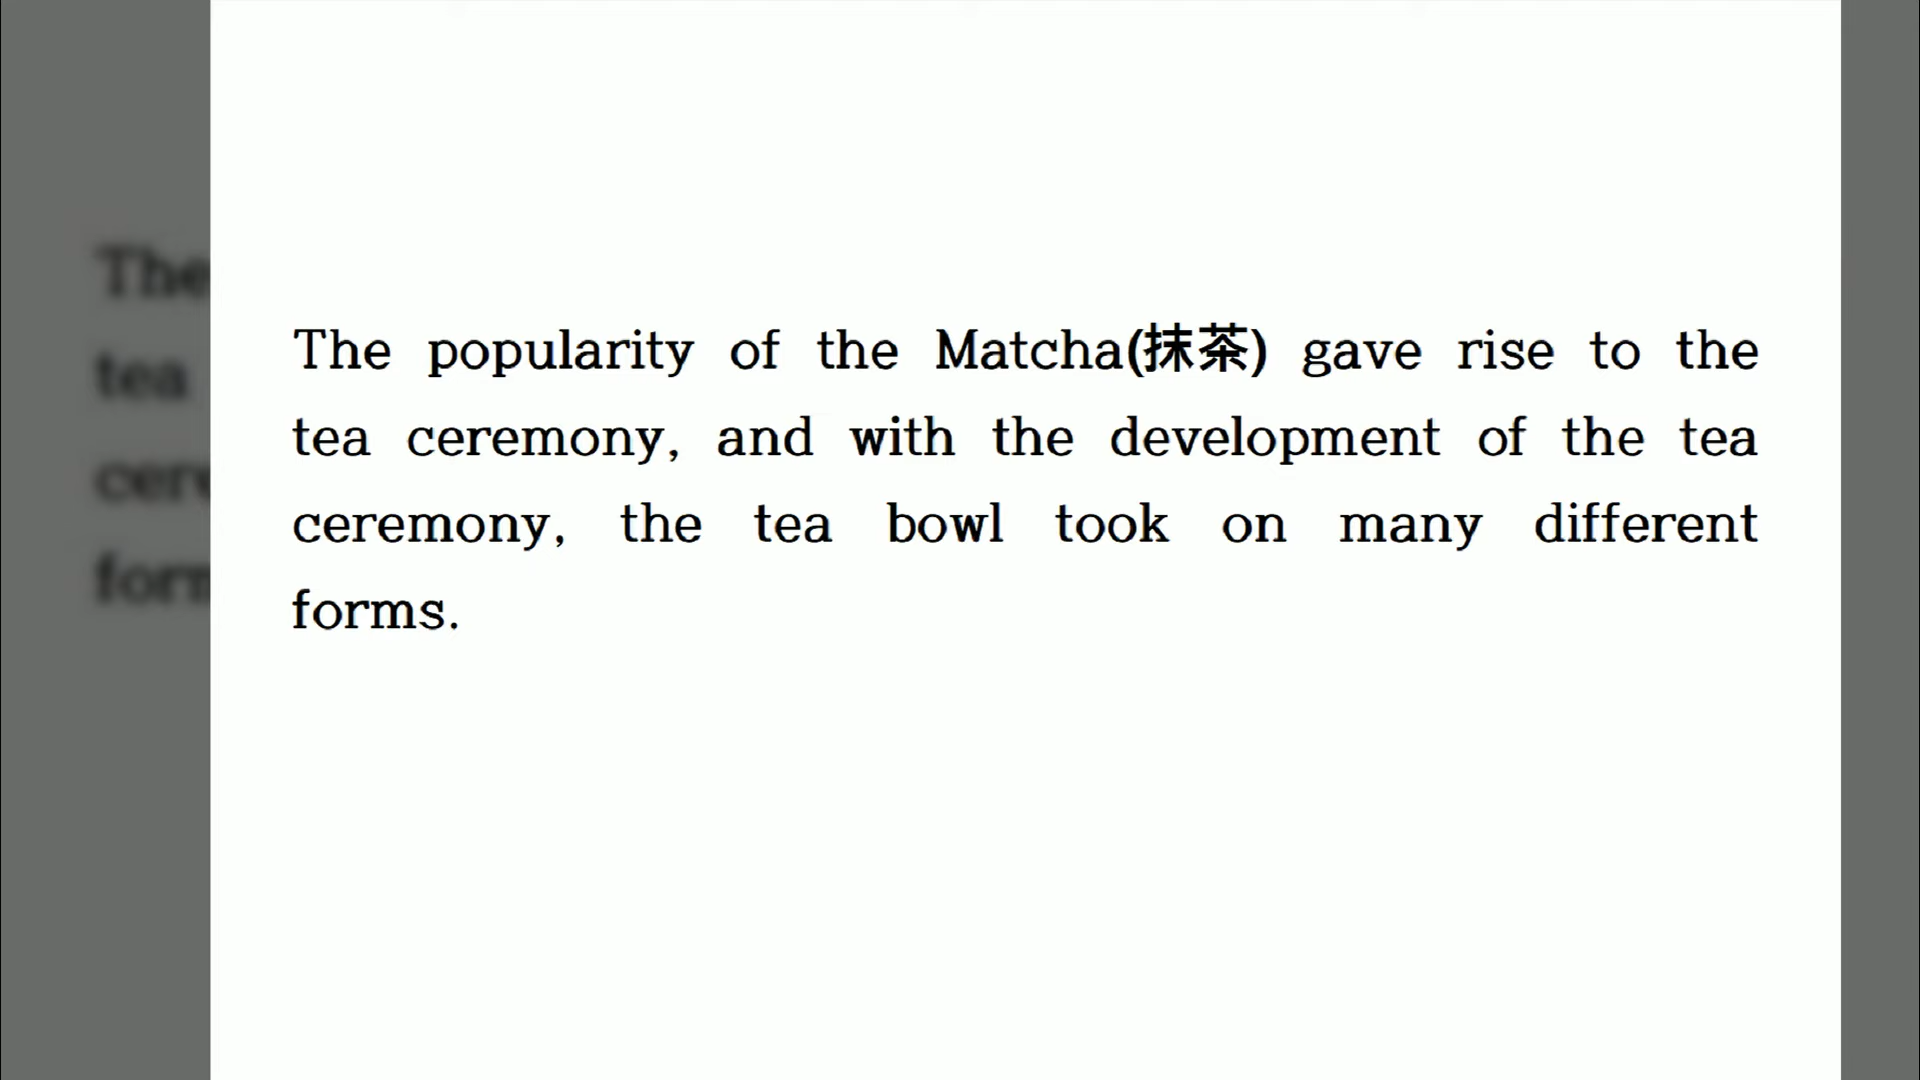 The popularity of the Matcha(抹茶) gave rise to the
tea ceremony, and with the development of the tea
ceremony, the tea bowl took on many different
forms.